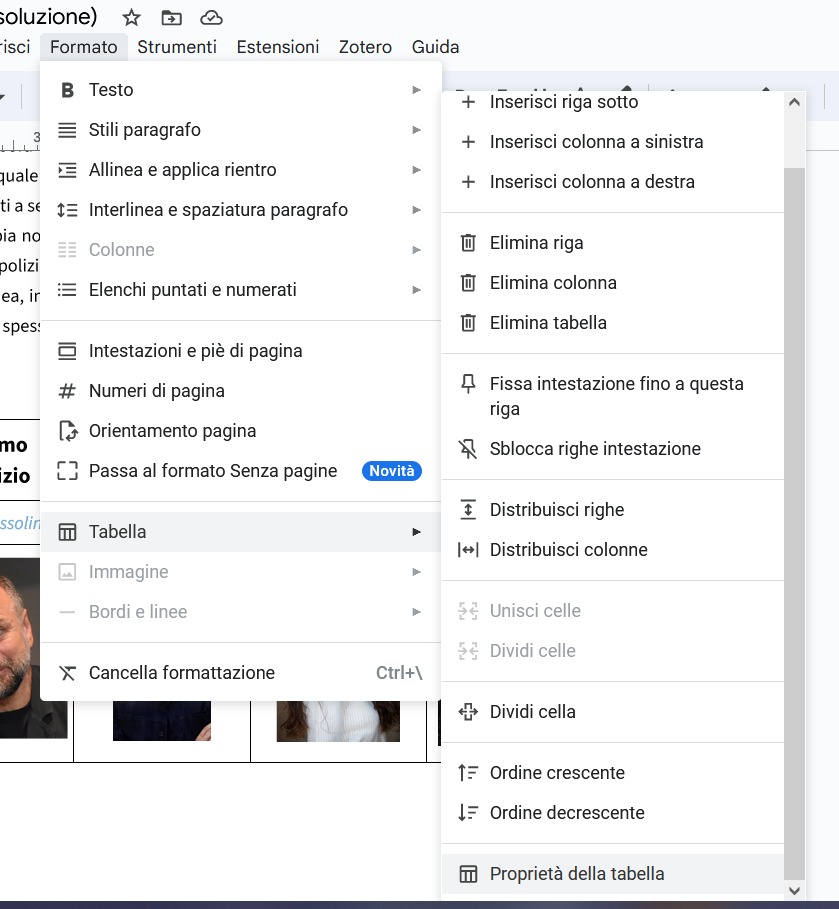 soluzione)
risci Formato Strumenti Estensioni Zotero Guida
3
quale
ti a se
bia no
polizi
ea, in
spess
mo
izio
ssolin
B Testo
Stili paragrafo
Allinea e applica rientro
Interlinea e spaziatura paragrafo
Colonne
Elenchi puntati e numerati
Intestazioni e piè di pagina
# Numeri di pagina
Orientamento pagina
Passa al formato Senza pagine Novità
Tabella
Immagine
Bordi e linee
Cancella formattazione Ctrl+\
Inserisci riga sotto
Inserisci colonna a sinistra
Inserisci colonna a destra
Elimina riga
Elimina colonna
Elimina tabella
Fissa intestazione fino a questa
riga
Sblocca righe intestazione
Distribuisci righe
Distribuisci colonne
Unisci celle
Dividi celle
Dividi cella
Ordine crescente
Ordine decrescente
Proprietà della tabella